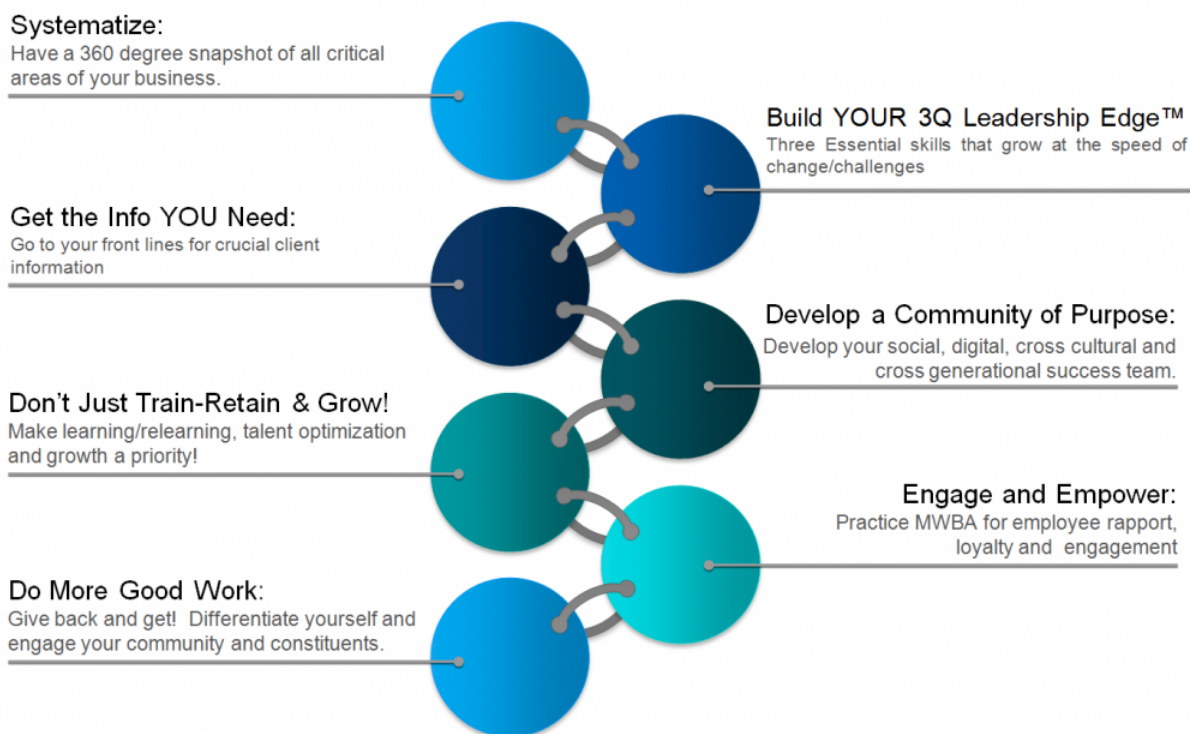 Systematize:
Have a 360 degree snapshot of all critical
areas of your business.
Build YOUR 3Q Leadership Edge™
Three Essential skills that grow at the speed of
change/challenges
Get the Info YOU Need:
Go to your front lines for crucial client
information
Develop a Community of Purpose:
Develop your social, digital, cross cultural and
cross generational success team.
Don't Just Train-Retain & Grow!
Make learning/relearning, talent optimization
and growth a priority!
Engage and Empower:
Practice MWBA for employee rapport,
loyalty and engagement
Do More Good Work:
Give back and get! Differentiate yourself and
engage your community and constituents.